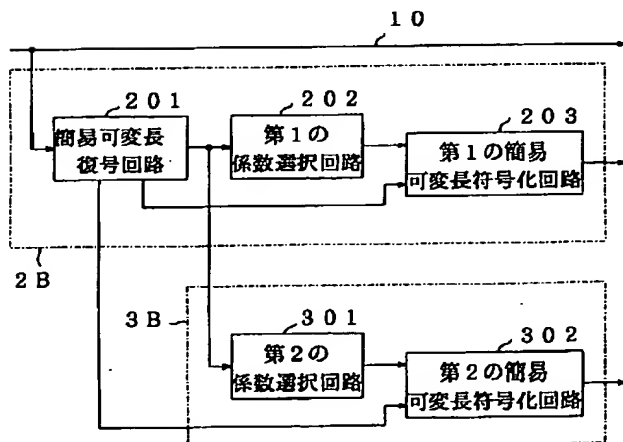 10
201
202
203
簡易可変長
復号回路
第1の
係数選択回路
第1の簡易
可変長符号化回路
2B
3B
301
302
第2の
係数選択回路
第2の簡易
可変長符号化回路